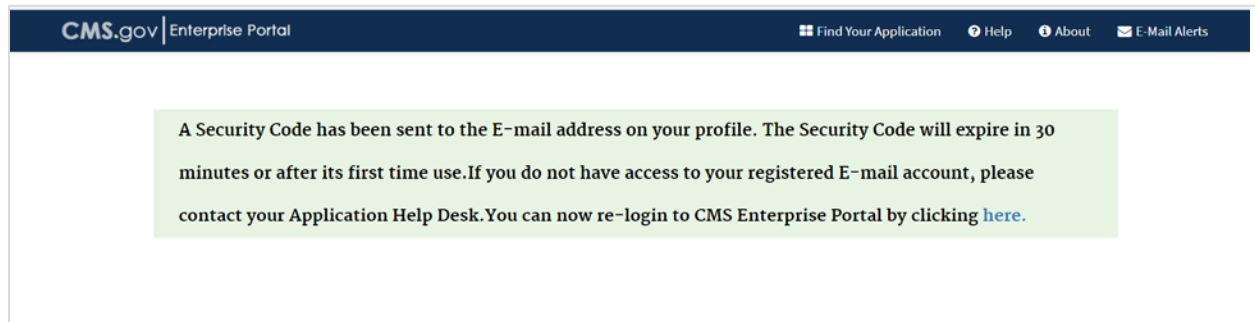 CMS.gov Enterprise Portal Find Your Application Help About E-Mail Alerts
A Security Code has been sent to the E-mail address on your profile. The Security Code will expire in 30
minutes or after its first time use.If you do not have access to your registered E-mail account, please
contact your Application Help Desk.You can now re-login to CMS Enterprise Portal by clicking here.